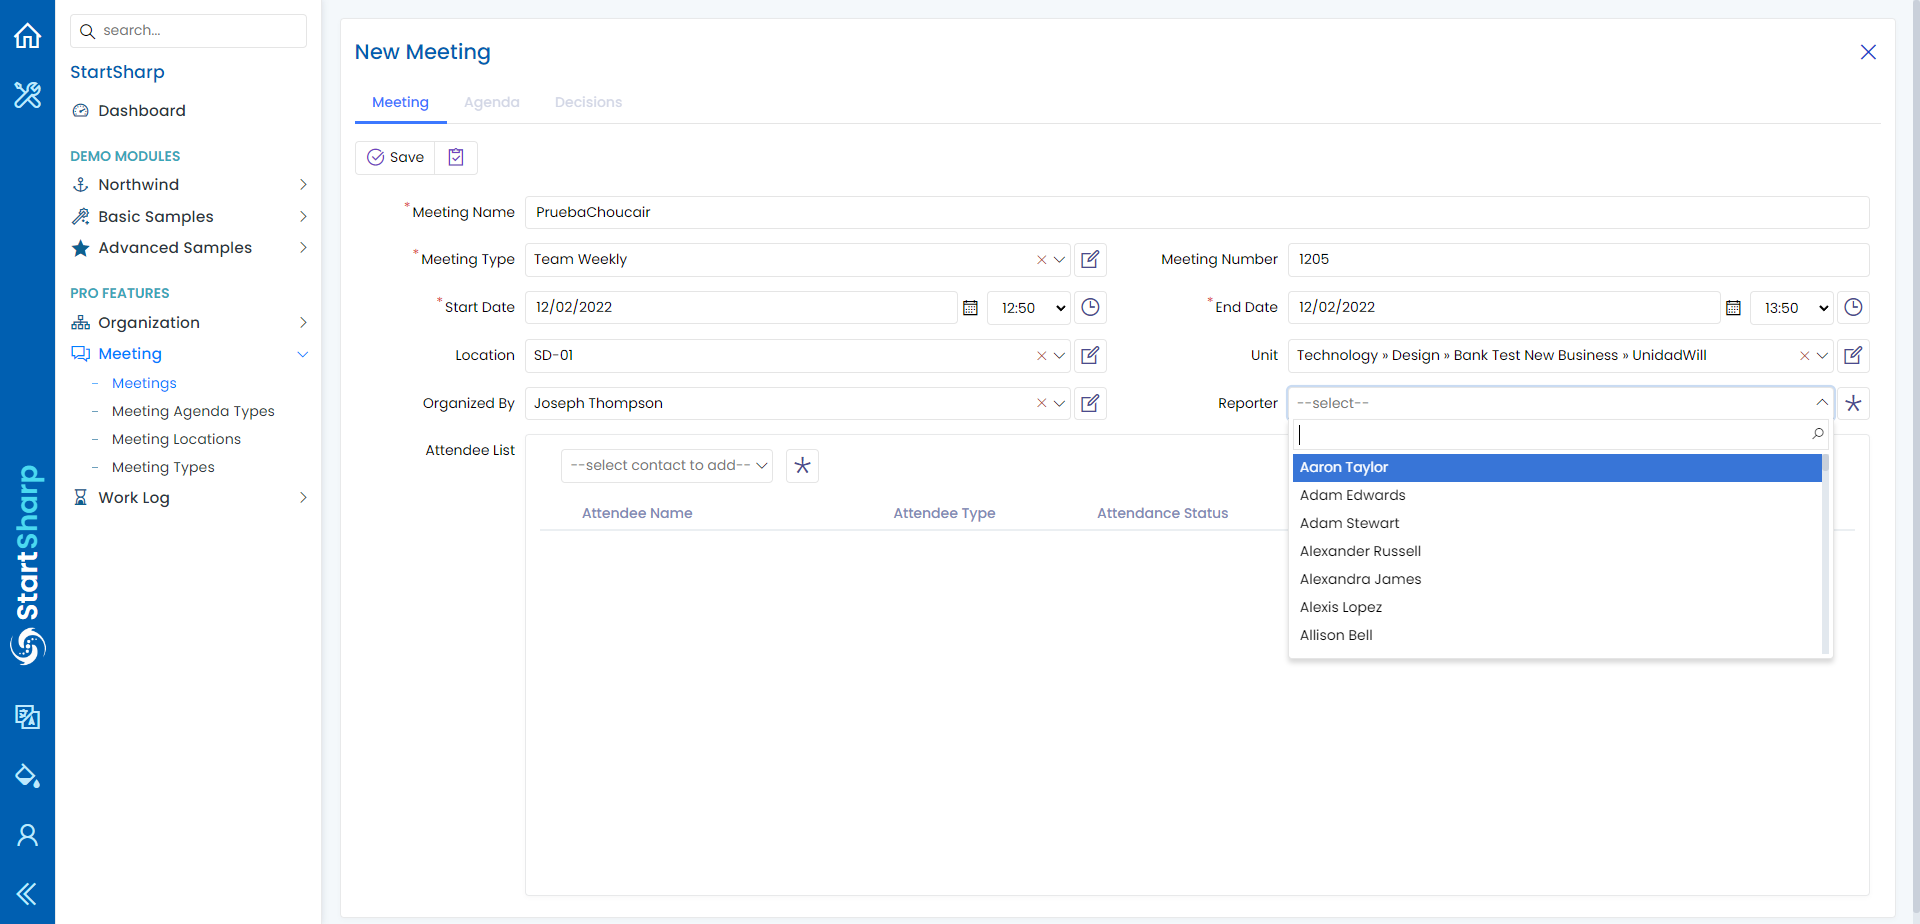 search...
StartSharp
Dashboard
DEMO MODULES
Northwind
Basic Samples
Advanced Samples
PRO FEATURES
Organization
Meeting
- Meetings
- Meeting Agenda Types
- Meeting Locations
- Meeting Types
Work Log
StartSharp
New Meeting
Meeting Agenda Decisions
Save
*Meeting Name PruebaChoucair
*Meeting Type Team Weekly Meeting Number 1205
*Start Date 12/02/2022 12:50 *End Date 12/02/2022 13:50
Location SD-01 Unit Technology » Design » Bank Test New Business » UnidadWill
Organized By Joseph Thompson Reporter --select--
Attendee List
--select contact to add--
Attendee Name Attendee Type Attendance Status
Aaron Taylor
Adam Edwards
Adam Stewart
Alexander Russell
Alexandra James
Alexis Lopez
Allison Bell